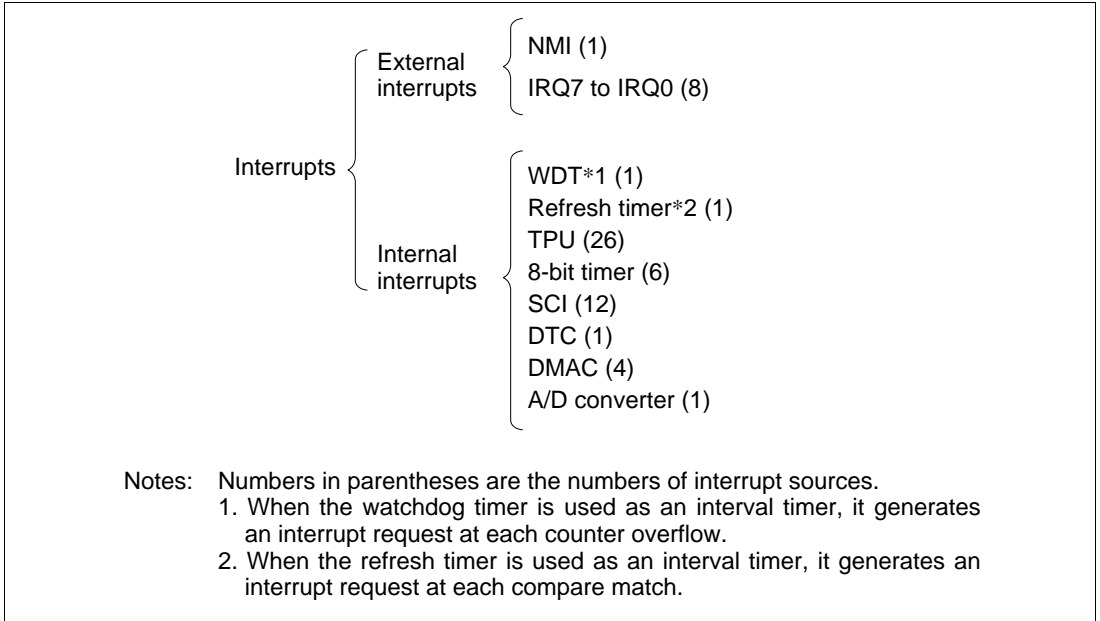 Interrupts
External
interrupts
NMI (1)
IRQ7 to IRQ0 (8)
Internal
interrupts
WDT*1 (1)
Refresh timer*2 (1)
TPU (26)
8-bit timer (6)
SCI (12)
DTC (1)
DMAC (4)
A/D converter (1)
Notes: Numbers in parentheses are the numbers of interrupt sources.
1. When the watchdog timer is used as an interval timer, it generates
an interrupt request at each counter overflow.
2. When the refresh timer is used as an interval timer, it generates an
interrupt request at each compare match.